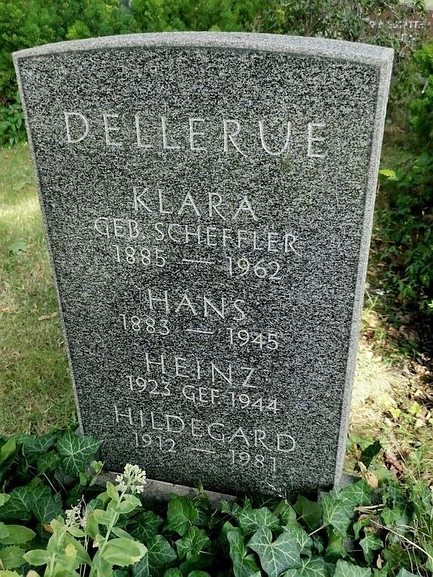 DELLERUE
KLARA
GEB. SCHEFFLER
1885 — 1962
HANS
1883 — 1945
HEINZ
1923 GEF. 1944
HILDEGARD
1912 — 1981